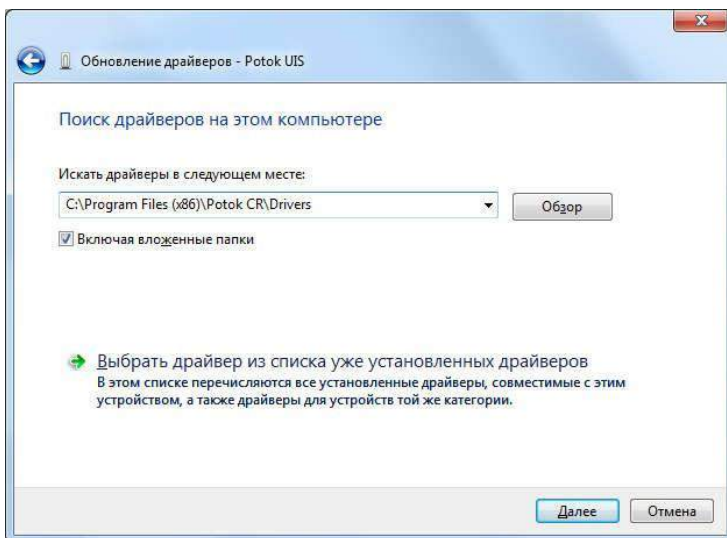 Обновление драйверов - Potok UIS
Поиск драйверов на этом компьютере
Искать драйверы в следующем месте:
C:\Program Files (x86)\Potok CR\Drivers
Обзор
Включая вложенные папки
Выбрать драйвер из списка уже установленных драйверов
В этом списке перечисляются все установленные драйверы, совместимые с этим
устройством, а также драйверы для устройств той же категории.
Далее
Отмена